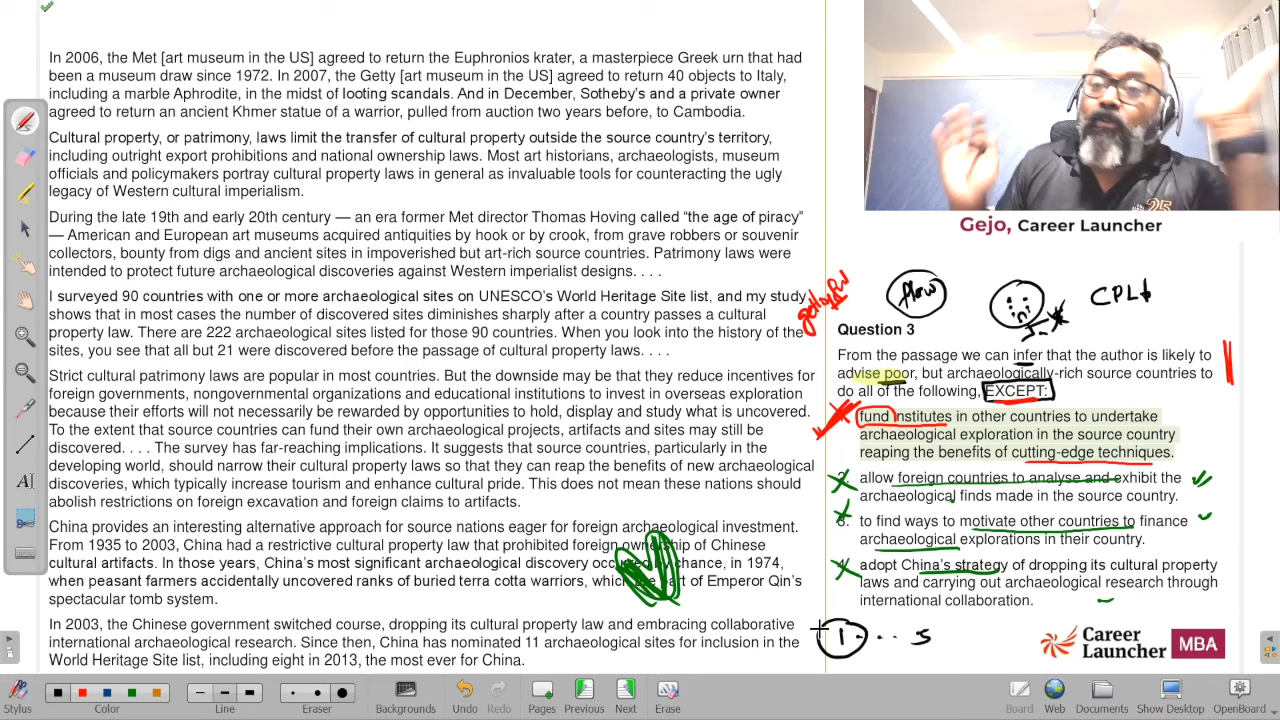 In 2006, the Met [art museum in the US] agreed to return the Euphronios krater, a masterpiece Greek urn that had
been a museum draw since 1972. In 2007, the Getty [art museum in the US] agreed to return 40 objects to Italy,
including a marble Aphrodite, in the midst of looting scandals. And in December, Sotheby's and a private owner
agreed to return an ancient Khmer statue of a warrior, pulled from auction two years before, to Cambodia.
Cultural property, or patrimony, laws limit the transfer of cultural property outside the source country's territory,
including outright export prohibitions and national ownership laws. Most art historians, archaeologists, museum
officials and policymakers portray cultural property laws in general as invaluable tools for counteracting the ugly
legacy of Western cultural imperialism.
During the late 19th and early 20th century — an era former Met director Thomas Hoving called “the age of piracy”
— American and European art museums acquired antiquities by hook or by crook, from grave robbers or souvenir
collectors, bounty from digs and ancient sites in impoverished but art-rich source countries. Patrimony laws were
intended to protect future archaeological discoveries against Western imperialist designs. . . .
I surveyed 90 countries with one or more archaeological sites on UNESCO's World Heritage Site list, and my study
shows that in most cases the number of discovered sites diminishes sharply after a country passes a cultural
property law. There are 222 archaeological sites listed for those 90 countries. When you look into the history of the
sites, you see that all but 21 were discovered before the passage of cultural property laws. . . .
Strict cultural patrimony laws are popular in most countries. But the downside may be that they reduce incentives for
foreign governments, nongovernmental organizations and educational institutions to invest in overseas exploration
because their efforts will not necessarily be rewarded by opportunities to hold, display and study what is uncovered.
To the extent that source countries can fund their own archaeological projects, artifacts and sites may still be
discovered. . . . The survey has far-reaching implications. It suggests that source countries, particularly in the
developing world, should narrow their cultural property laws so that they can reap the benefits of new archaeological
discoveries, which typically increase tourism and enhance cultural pride. This does not mean these nations should
abolish restrictions on foreign excavation and foreign claims to artifacts.
China provides an interesting alternative approach for source nations eager for foreign archaeological investment.
From 1935 to 2003, China had a restrictive cultural property law that prohibited foreign ownership of Chinese
cultural artifacts. In those years, China's most significant archaeological discovery occurred by chance, in 1974,
when peasant farmers accidentally uncovered ranks of buried terra cotta warriors, which are part of Emperor Qin's
spectacular tomb system.
In 2003, the Chinese government switched course, dropping its cultural property law and embracing collaborative
international archaeological research. Since then, China has nominated 11 archaeological sites for inclusion in the
World Heritage Site list, including eight in 2013, the most ever for China.
25
Gejo, Career Launcher
flow
CPL↓
Question 3
From the passage we can infer that the author is likely to
advise poor, but archaeologically-rich source countries to
do all of the following, EXCEPT:
fund institutes in other countries to undertake
archaeological exploration in the source country
reaping the benefits of cutting-edge techniques.
allow foreign countries to analyse and exhibit the
archaeological finds made in the source country.
3. to find ways to motivate other countries to finance
archaeological explorations in their country.
adopt China's strategy of dropping its cultural property
laws and carrying out archaeological research through
international collaboration.
1 . . . 5
Career
Launcher
MBA
Stylus
Color
Line
Eraser
Backgrounds
Undo
Redo
Pages
Previous
Next
Erase
Board
Web
Documents
Show Desktop
OpenBoard